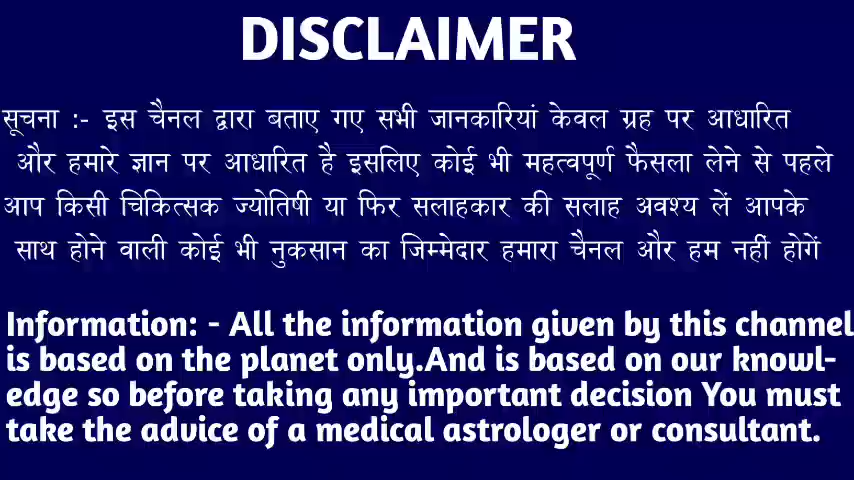 DISCLAIMER
सूचना :- इस चैनल द्वारा बताए गए सभी जानकारियां केवल ग्रह पर आधारित
और हमारे ज्ञान पर आधारित है इसलिए कोई भी महत्वपूर्ण फैसला लेने से पहले
आप किसी चिकित्सक ज्योतिषी या फिर सलाहकार की सलाह अवश्य लें आपके
साथ होने वाली कोई भी नुकसान का जिम्मेदार हमारा चैनल और हम नहीं होगें
Information: - All the information given by this channel
is based on the planet only.And is based on our knowl-
edge so before taking any important decision You must
take the advice of a medical astrologer or consultant.